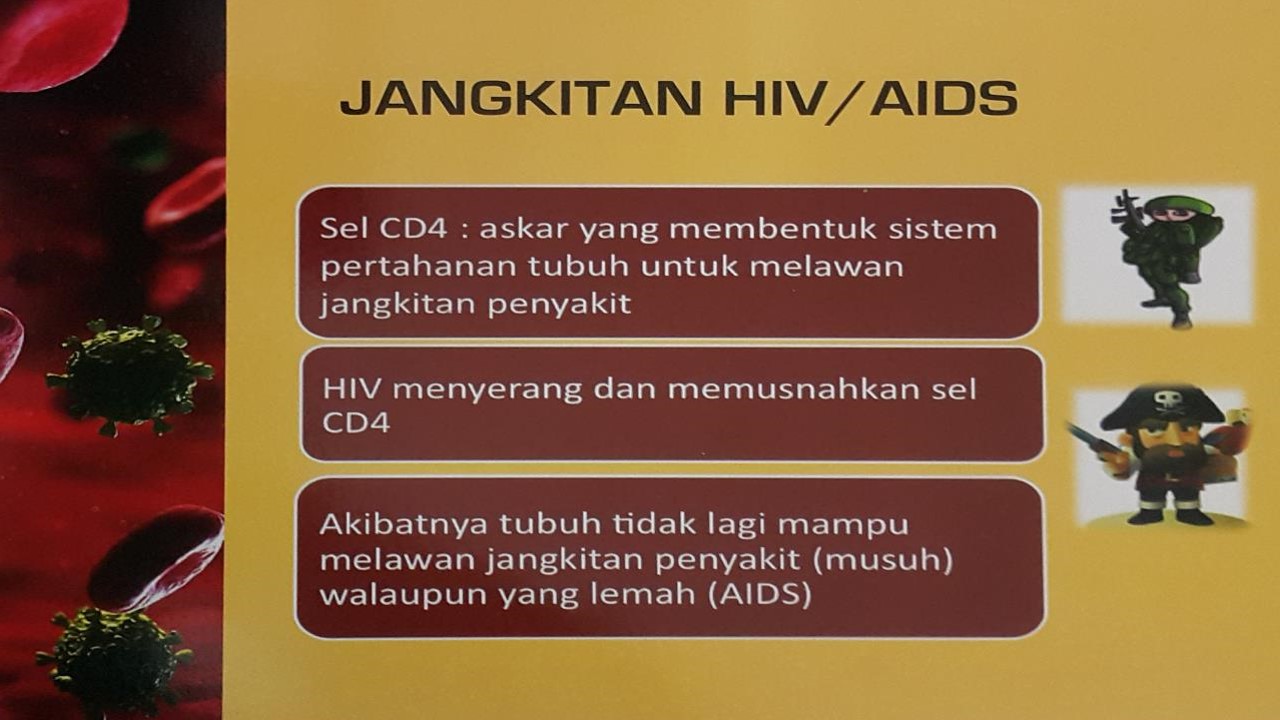 JANGKITAN HIV/AIDS
Sel CD4 : askar yang membentuk sistem
pertahanan tubuh untuk melawan
jangkitan penyakit
HIV menyerang dan memusnahkan sel
CD4
Akibatnya tubuh tidak lagi mampu
melawan jangkitan penyakit (musuh)
walaupun yang lemah (AIDS)